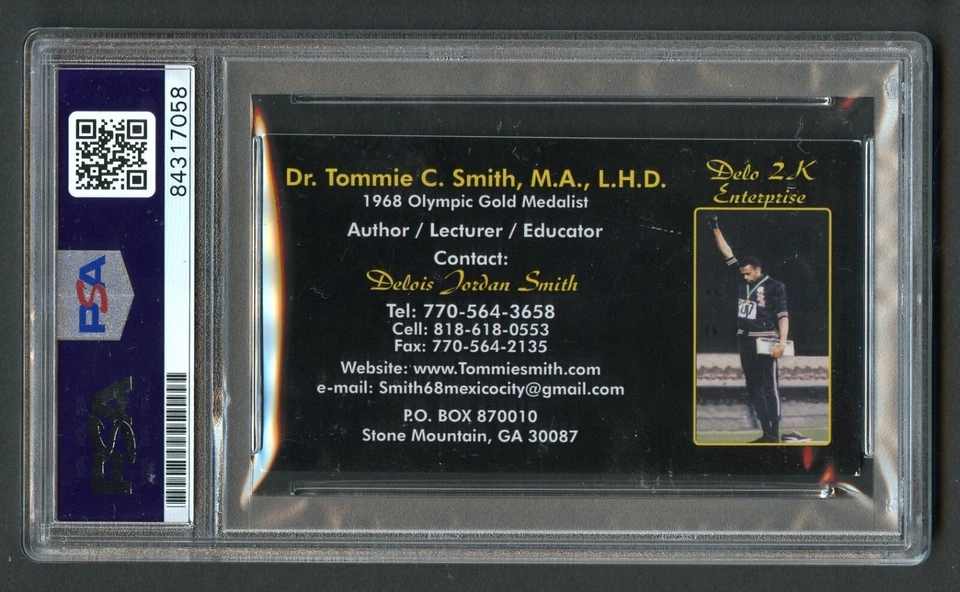 84317058
PSA
PSA
Dr. Tommie C. Smith, M.A., L.H.D.
1968 Olympic Gold Medalist
Author / Lecturer / Educator
Contact:
Delois Jordan Smith
Tel: 770-564-3658
Cell: 818-618-0553
Fax: 770-564-2135
Website: www.Tommiesmith.com
e-mail: Smith68mexicocity@gmail.com
P.O. BOX 870010
Stone Mountain, GA 30087
Delo 2K
Enterprise